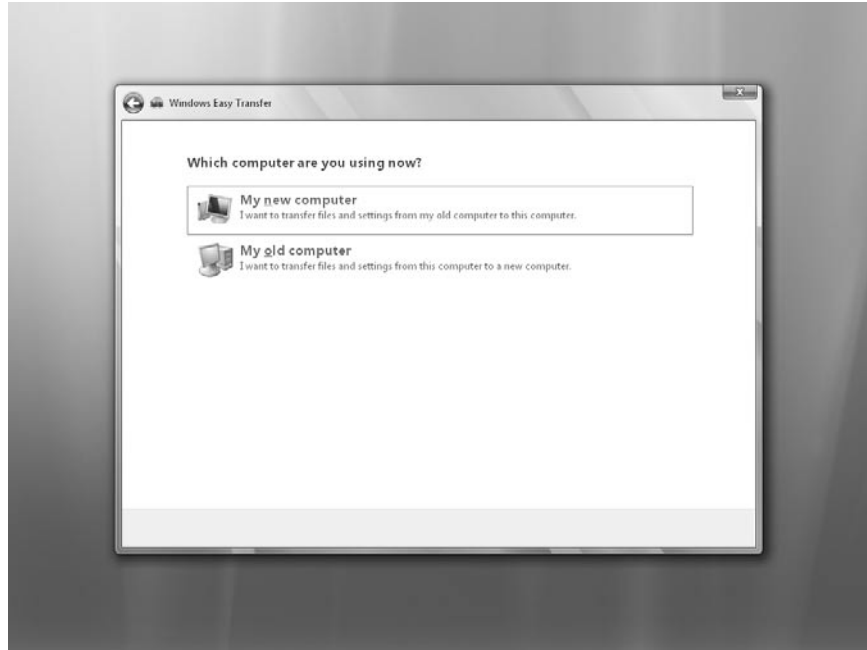 Windows Easy Transfer
Which computer are you using now?
My new computer
I want to transfer files and settings from my old computer to this computer.
My old computer
I want to transfer files and settings from this computer to a new computer.